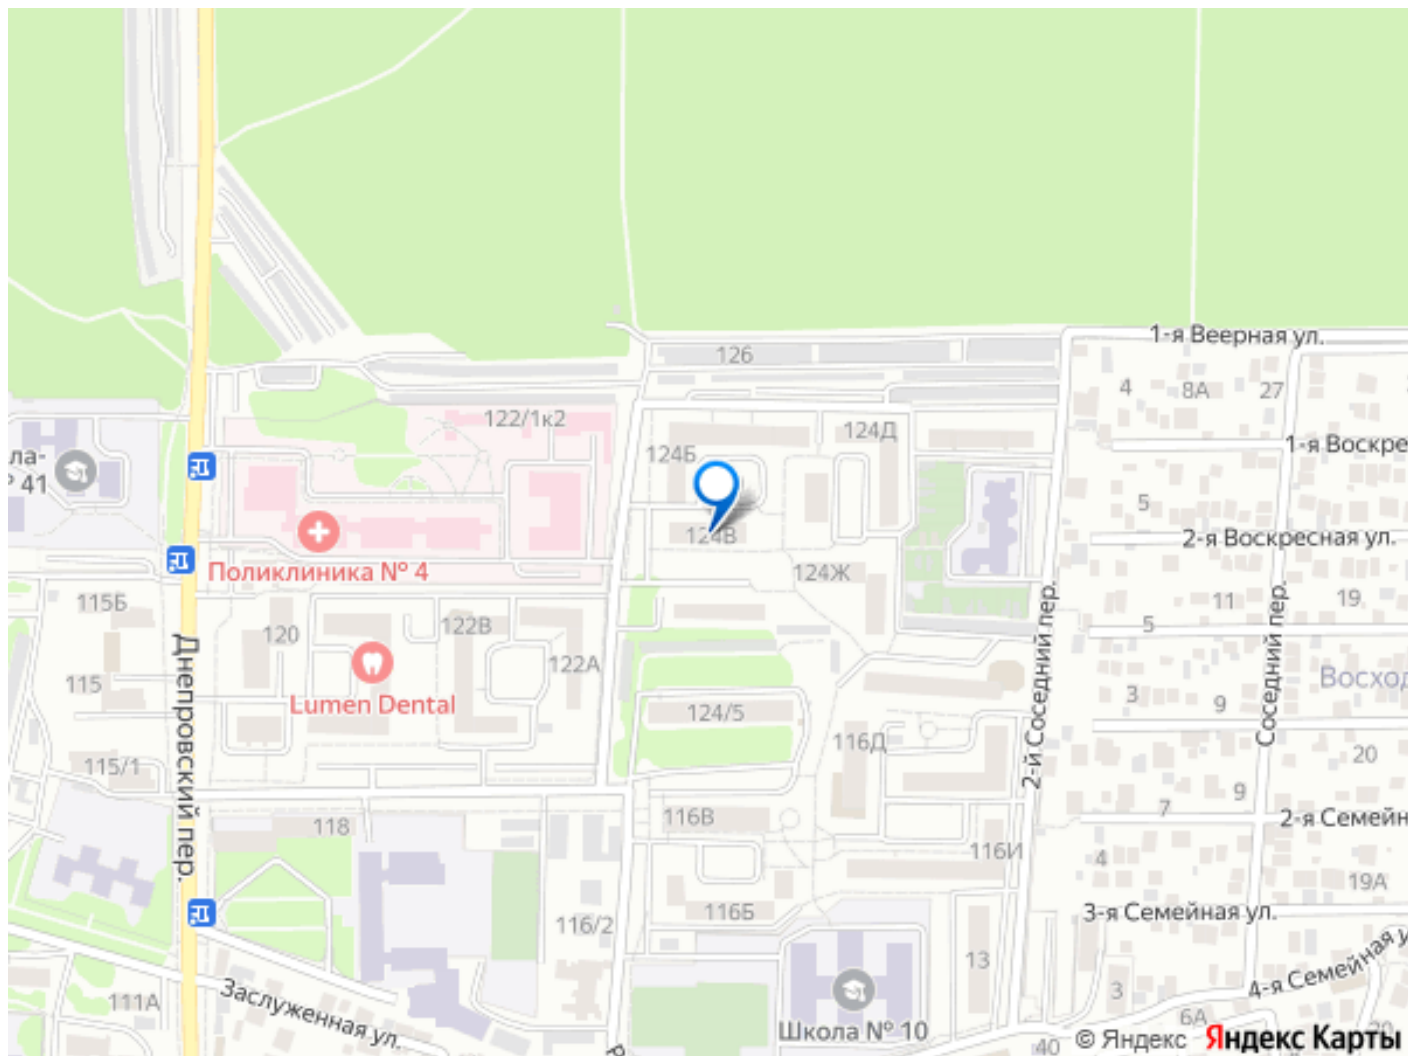 1-я Веерная ул.
126
4
8А
27
122/1к2
124Д
124Б
1-я Воскре
ла-
№ 41
5
124В
2-я Воскресная ул.
Поликлиника № 4
124Ж
115Б
11
19
120
122В
5
122А
115
Lumen Dental
Днепровский пер.
2-й Соседний пер.
Соседний пер.
Восход
3
9
124/5
116Д
20
115/1
9
7
118
116В
2-я Семейн
116И
4
19А
116Б
3-я Семейная ул.
116/2
13
4-я Семейная у
111А
Заслуженная ул.
3
6А
20
Школа № 10
40
© Яндекс Яндекс Карты